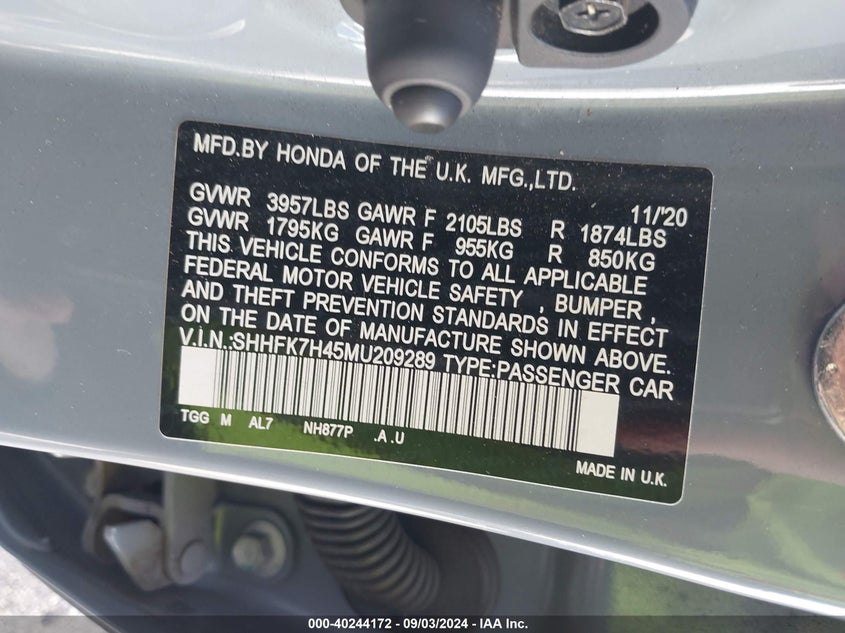 MFD.BY HONDA OF THE U.K. MFG.,LTD.
11/'20
GVWR 3957LBS GAWR F 2105LBS R 1874LBS
GVWR 1795KG GAWR F 955KG R 850KG
THIS VEHICLE CONFORMS TO ALL APPLICABLE
FEDERAL MOTOR VEHICLE SAFETY , BUMPER ,
AND THEFT PREVENTION STANDARDS IN EFFECT
ON THE DATE OF MANUFACTURE SHOWN ABOVE.
V.I.N.:SHHFK7H45MU209289 TYPE:PASSENGER CAR
TGG M AL7 NH877P .A.U
MADE IN U.K.
000-40244172 - 09/03/2024 - IAA Inc.